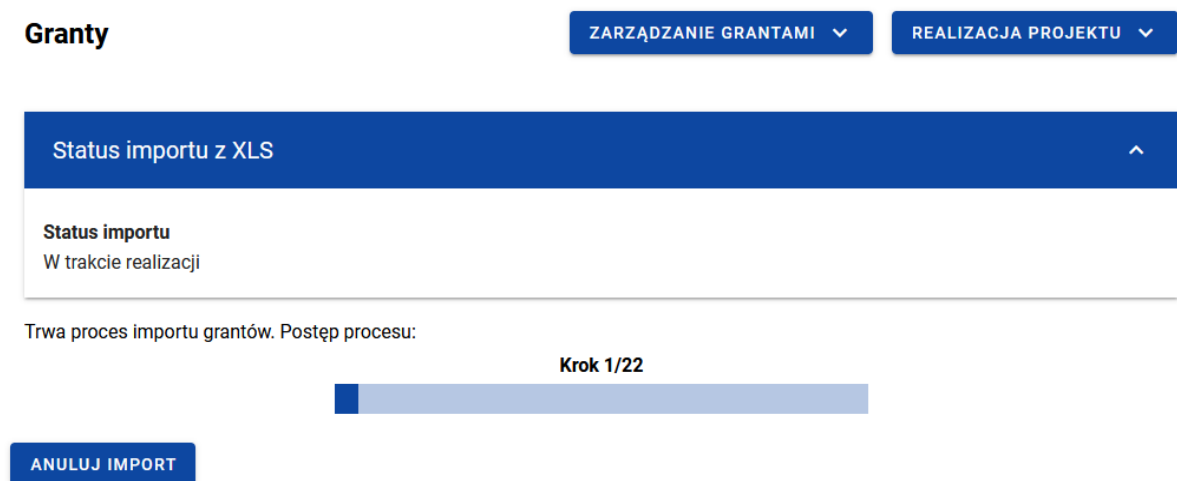 Granty
ZARZĄDZANIE GRANTAMI
REALIZACJA PROJEKTU
Status importu z XLS
Status importu
W trakcie realizacji
Trwa proces importu grantów. Postęp procesu:
Krok 1/22
ANULUJ IMPORT